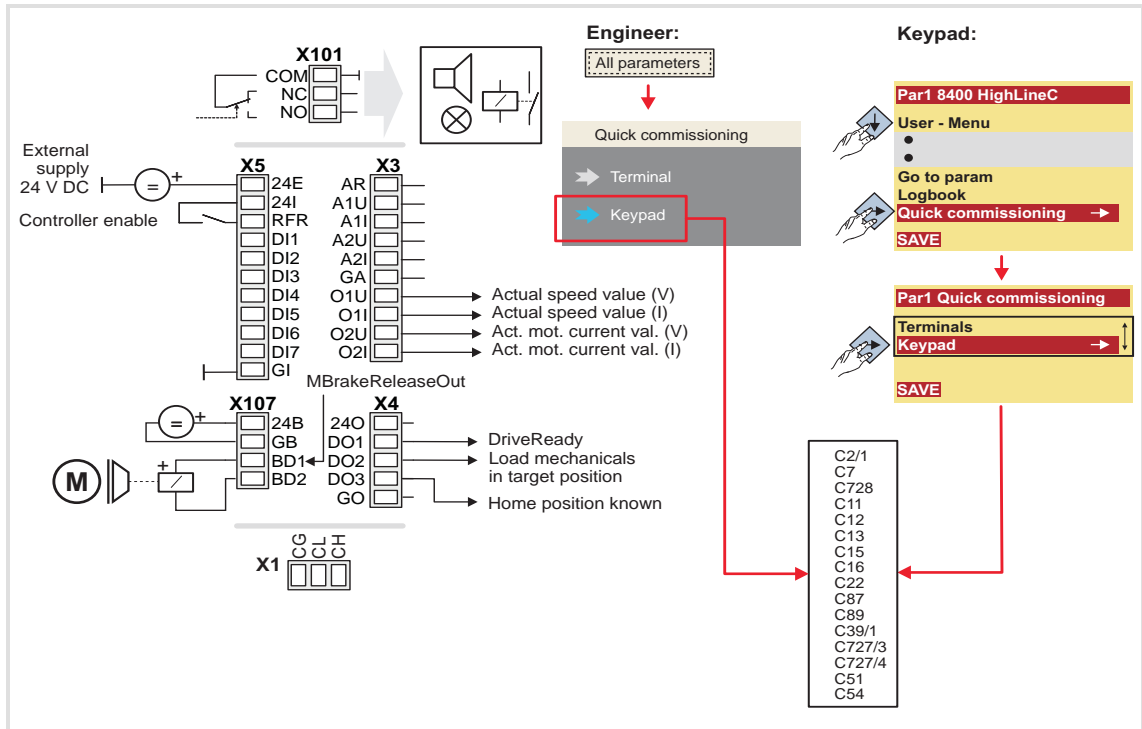 X101
COM
NC
NO
External
supply
24 V DC
=
+
Controller enable
X5
24E
24I
RFR
DI1
DI2
DI3
DI4
DI5
DI6
DI7
GI
X3
AR
A1U
A1I
A2U
A2I
GA
O1U
O1I
O2U
O2I
Actual speed value (V)
Actual speed value (I)
Act. mot. current val. (V)
Act. mot. current val. (I)
MBrakeReleaseOut
X107
=
+
24B
GB
BD1
BD2
M
+
X4
24O
DO1
DO2
DO3
GO
DriveReady
Load mechanicals
in target position
Home position known
X1
CG
CL
CH
Engineer:
All parameters
Quick commissioning
Terminal
Keypad
Keypad:
Par1 8400 HighLineC
User - Menu
Go to param
Logbook
Quick commissioning
SAVE
Par1 Quick commissioning
Terminals
Keypad
SAVE
C2/1
C7
C728
C11
C12
C13
C15
C16
C22
C87
C89
C39/1
C727/3
C727/4
C51
C54